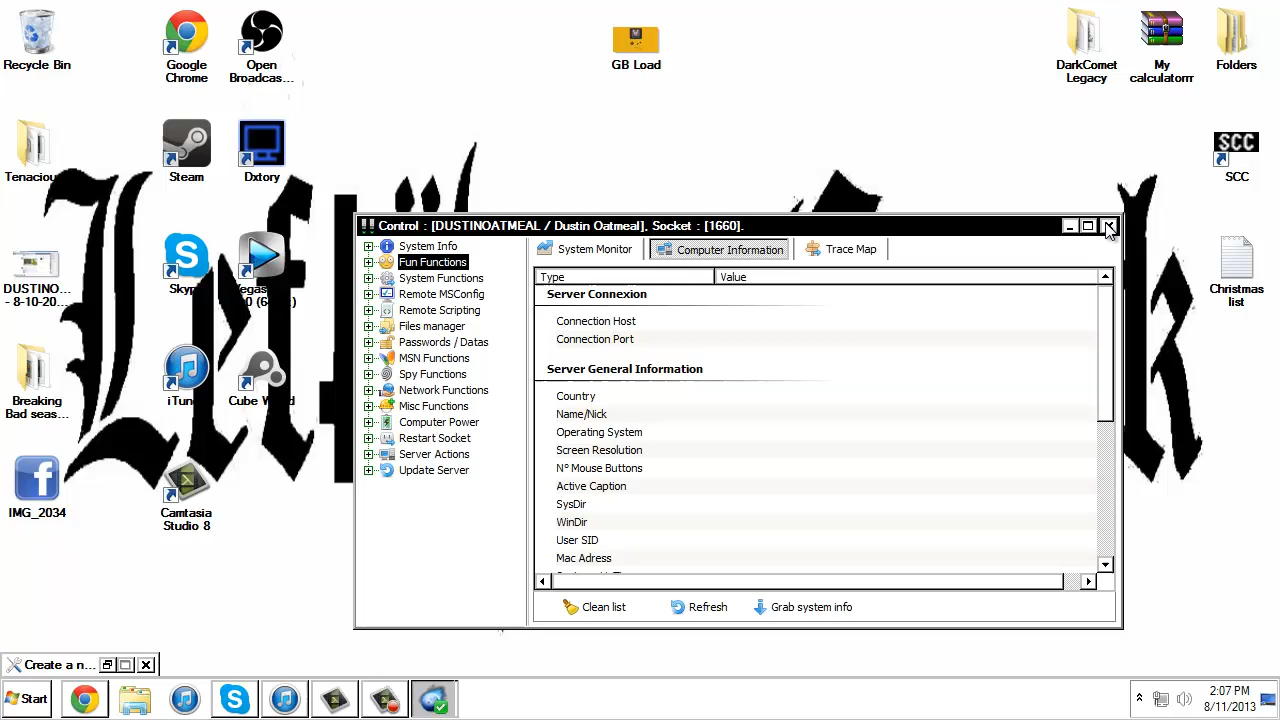 Recycle Bin
Google
Chrome
Open
Broadcas...
GB Load
DarkComet
Legacy
My
calculatorrr
Folders
Steam
Dxtory
SCC
SCC
Control : [DUSTINOATMEAL / Dustin Oatmeal], Socket : [1660].
System Info
Fun Functions
System Functions
Remote MSConfig
Remote Scripting
Files manager
Passwords / Datas
MSN Functions
Spy Functions
Network Functions
Misc Functions
Computer Power
Restart Socket
Server Actions
Update Server
System Monitor
Computer Information
Trace Map
Type
Value
Server Connexion
Connection Host
Connection Port
Server General Information
Country
Name/Nick
Operating System
Screen Resolution
N° Mouse Buttons
Active Caption
SysDir
WinDir
User SID
Mac Adress
Clean list
Refresh
Grab system info
DUSTINO...
- 8-10-20...
Christmas
list
Breaking
Bad seas...
IMG_2034
Camtasia
Studio 8
Create a n...
Start
2:07 PM
8/11/2013